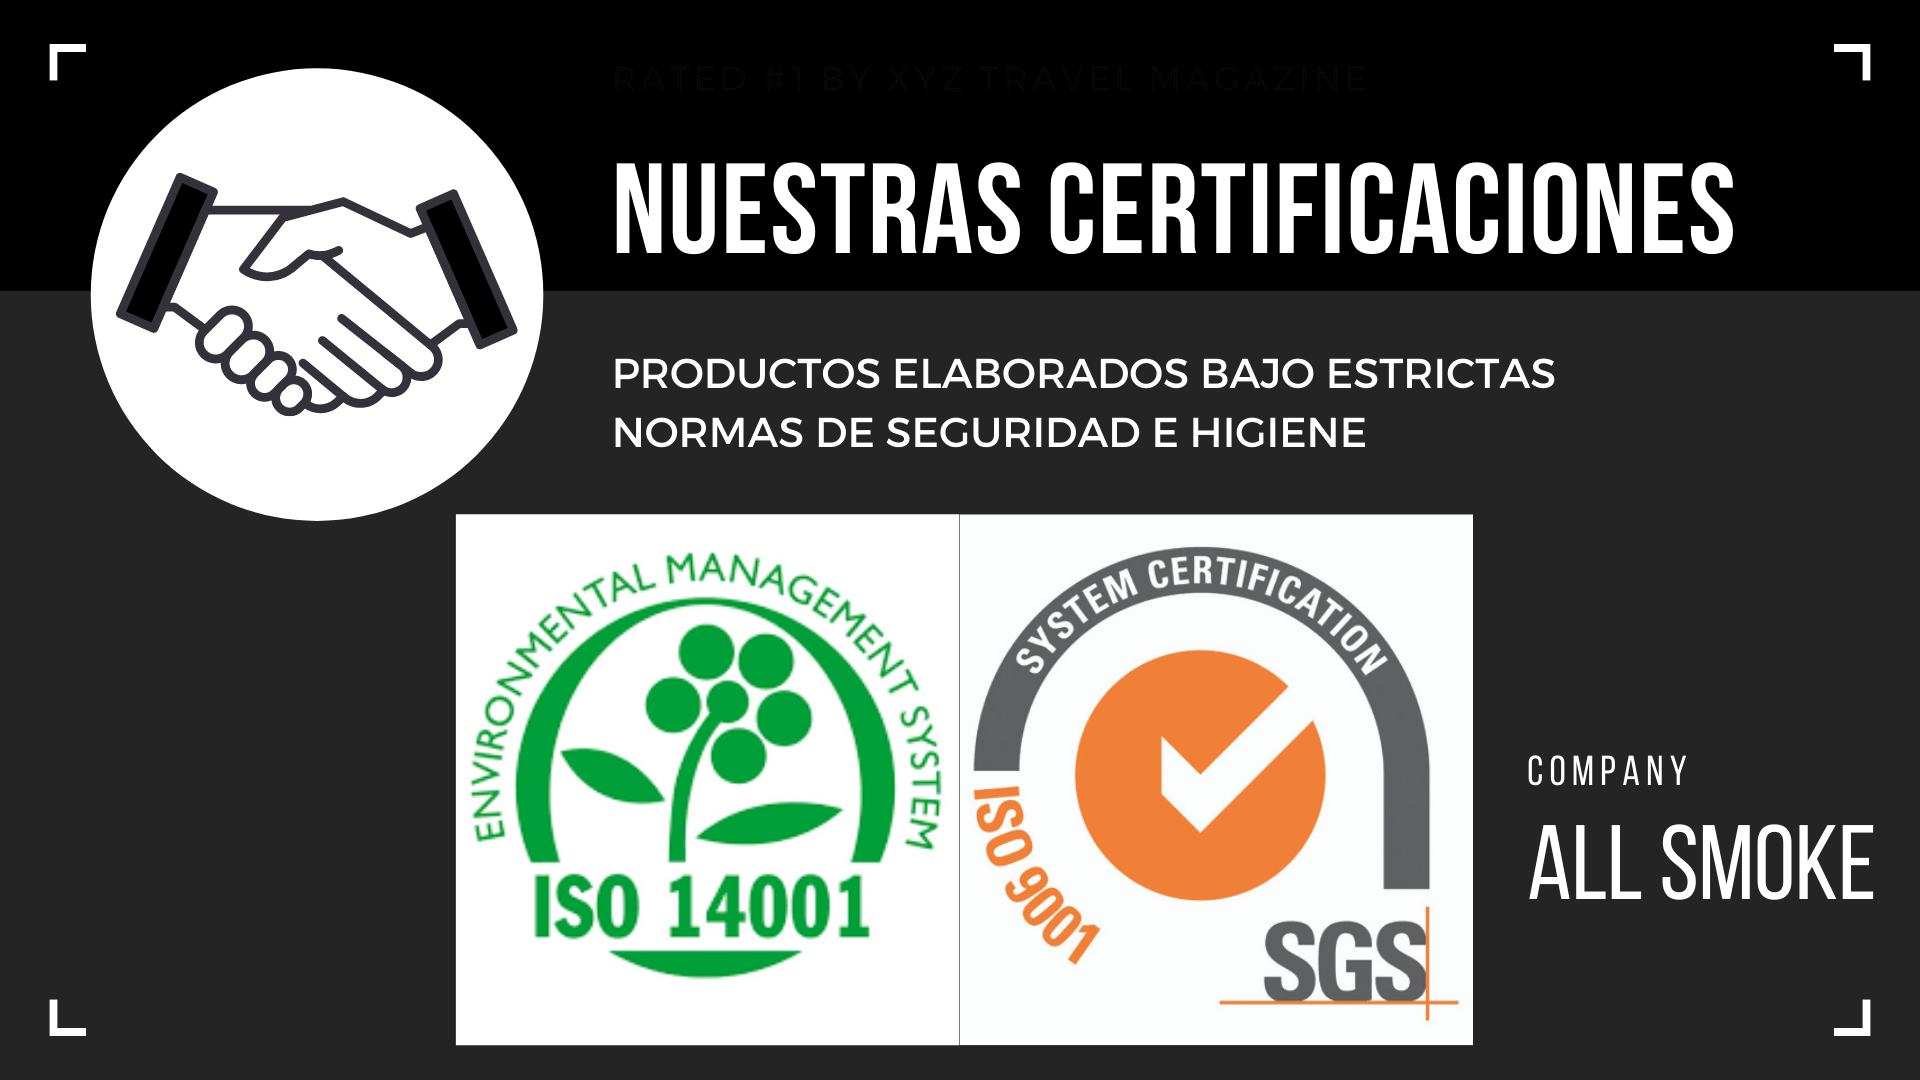 RATED #1 BY XYZ TRAVEL MAGAZINE
NUESTRAS CERTIFICACIONES
PRODUCTOS ELABORADOS BAJO ESTRICTAS
NORMAS DE SEGURIDAD E HIGIENE
ENVIRONMENTAL MANAGEMENT SYSTEM
ISO 14001
SYSTEM CERTIFICATION
ISO 9001
SGS
COMPANY
ALL SMOKE